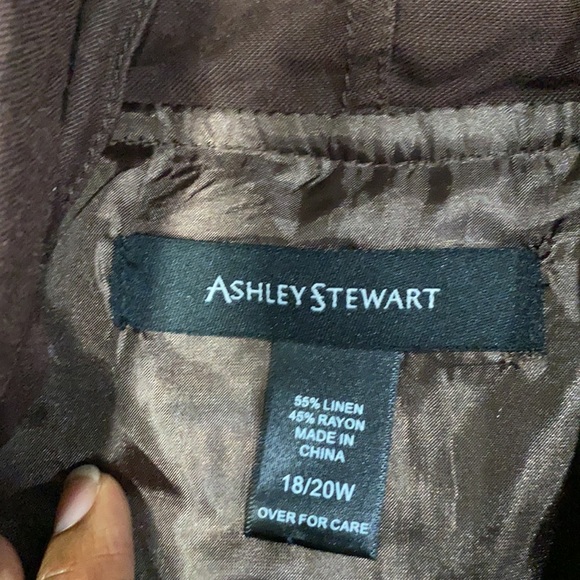 ASHLEY STEWART
55% LINEN
45% RAYON
MADE IN
CHINA
18/20W
OVER FOR CARE